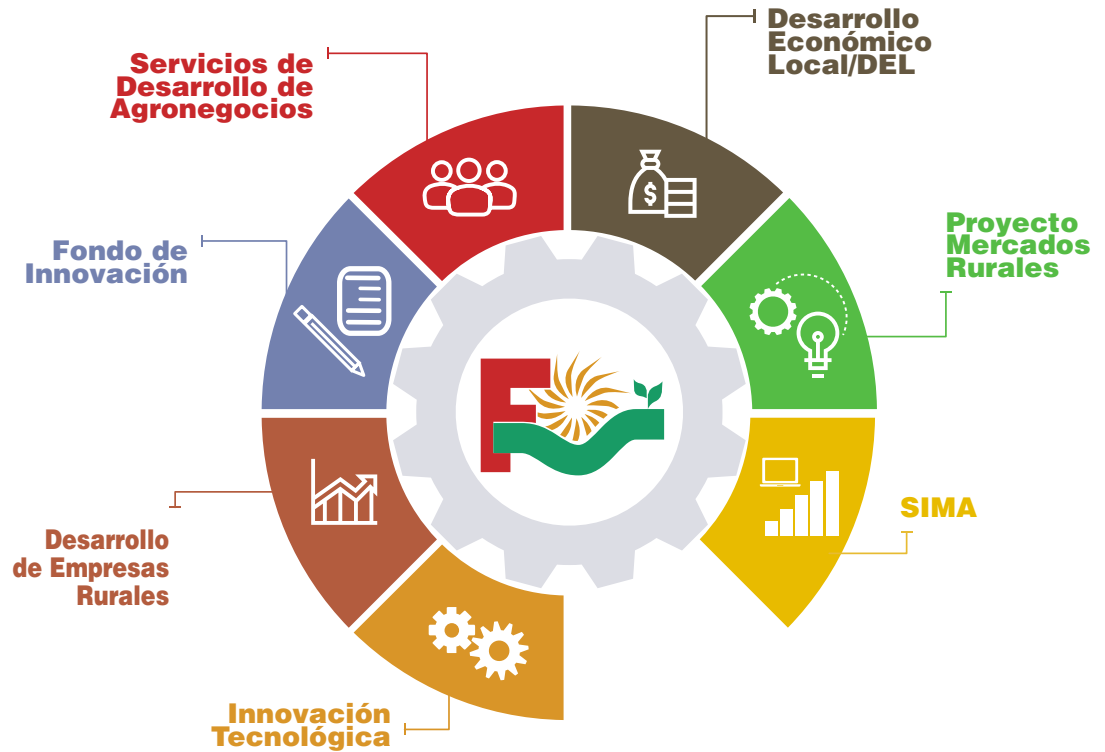 Desarrollo
Económico
Local/DEL
Servicios de
Desarrollo de
Agronegocios
Proyecto
Mercados
Rurales
Fondo de
Innovación
$
SIMA
Desarrollo
de Empresas
Rurales
Innovación
Tecnológica